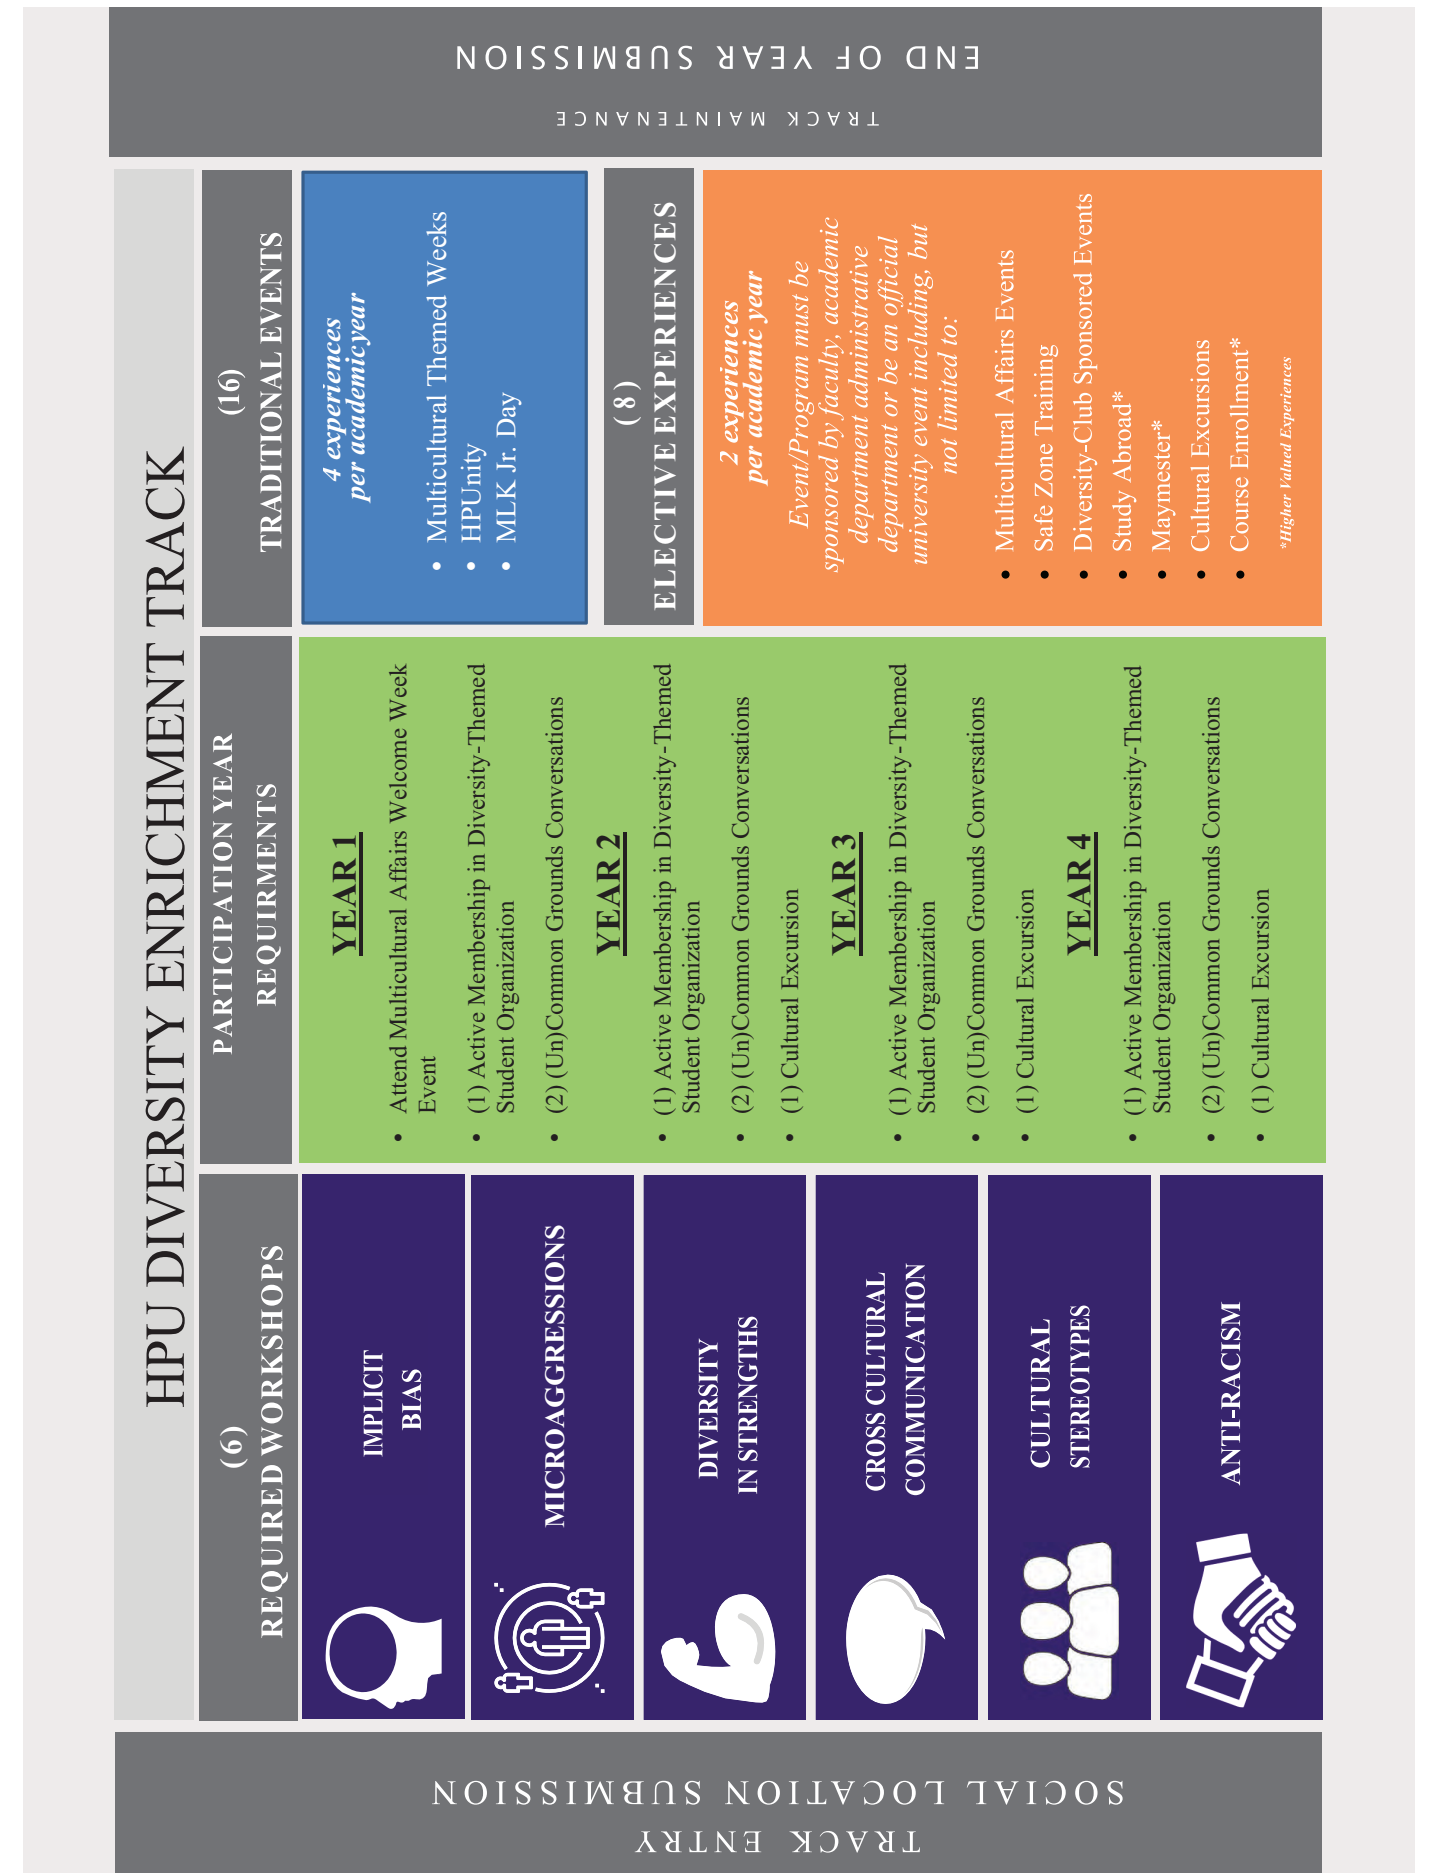 HPU DIVERSITY ENRICHMENT TRACK
TRACK ENTRY
SOCIAL LOCATION SUBMISSION
(6)
REQUIRED WORKSHOPS
IMPLICIT
BIAS
MICROAGGRESSIONS
DIVERSITY
IN STRENGTHS
CROSS CULTURAL
COMMUNICATION
CULTURAL
STEREOTYPES
ANTI-RACISM
PARTICIPATION YEAR
REQUIRMENTS
YEAR 1
• Attend Multicultural Affairs Welcome Week
Event
• (1) Active Membership in Diversity-Themed
Student Organization
• (2) (Un)Common Grounds Conversations
YEAR 2
• (1) Active Membership in Diversity-Themed
Student Organization
• (2) (Un)Common Grounds Conversations
• (1) Cultural Excursion
YEAR 3
• (1) Active Membership in Diversity-Themed
Student Organization
• (2) (Un)Common Grounds Conversations
• (1) Cultural Excursion
YEAR 4
• (1) Active Membership in Diversity-Themed
Student Organization
• (2) (Un)Common Grounds Conversations
• (1) Cultural Excursion
(16)
TRADITIONAL EVENTS
4 experiences
per academicyear
• Multicultural Themed Weeks
• HPUnity
• MLK Jr. Day
(8)
ELECTIVE EXPERIENCES
2 experiences
per academic year
Event/Program must be
sponsored by faculty, academic
department administrative
department or be an official
university event including, but
not limited to:
• Multicultural Affairs Events
• Safe Zone Training
• Diversity-Club Sponsored Events
• Study Abroad*
• Maymester*
• Cultural Excursions
• Course Enrollment*
*Higher Valued Experiences
TRACK MAINTENANCE
END OF YEAR SUBMISSION